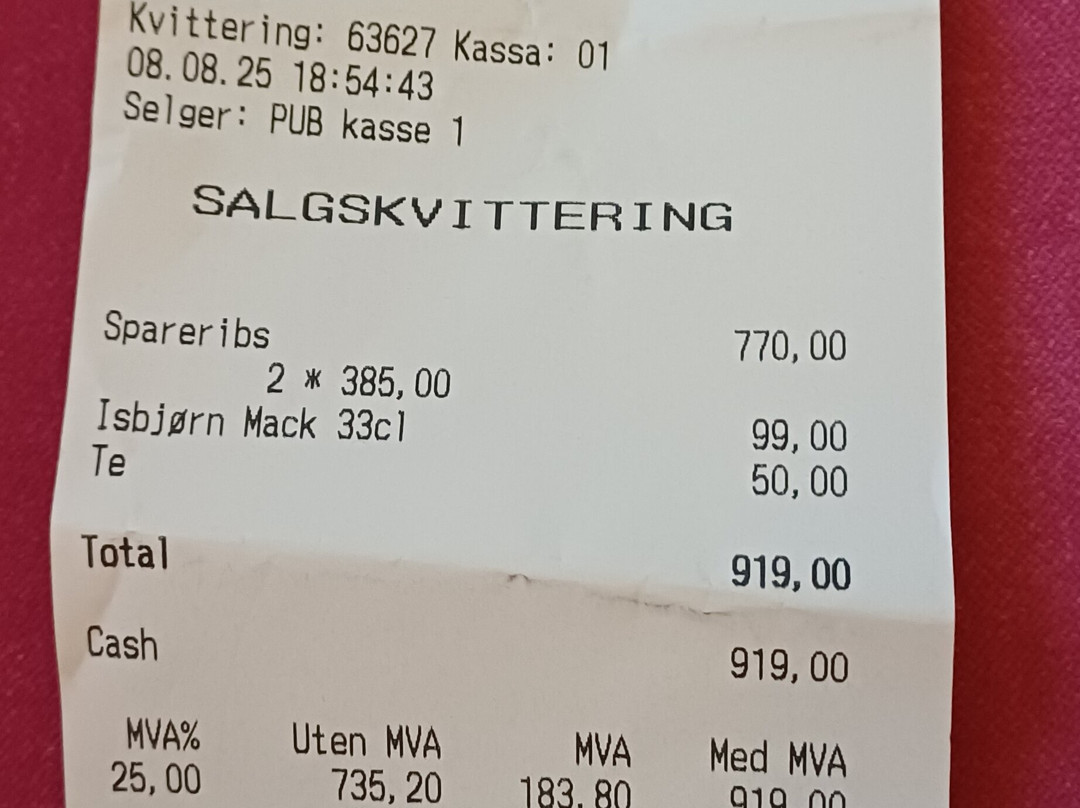 Kvittering: 63627 Kassa: 01
08.08.25 18:54:43
Selger: PUB kasse 1
SALGSKVITTERING
Spareribs 770,00
2 * 385,00
Isbjørn Mack 33cl 99,00
Te 50,00
Total 919,00
Cash 919,00
MVA% Uten MVA MVA Med MVA
25,00 735,20 183,80 919,00